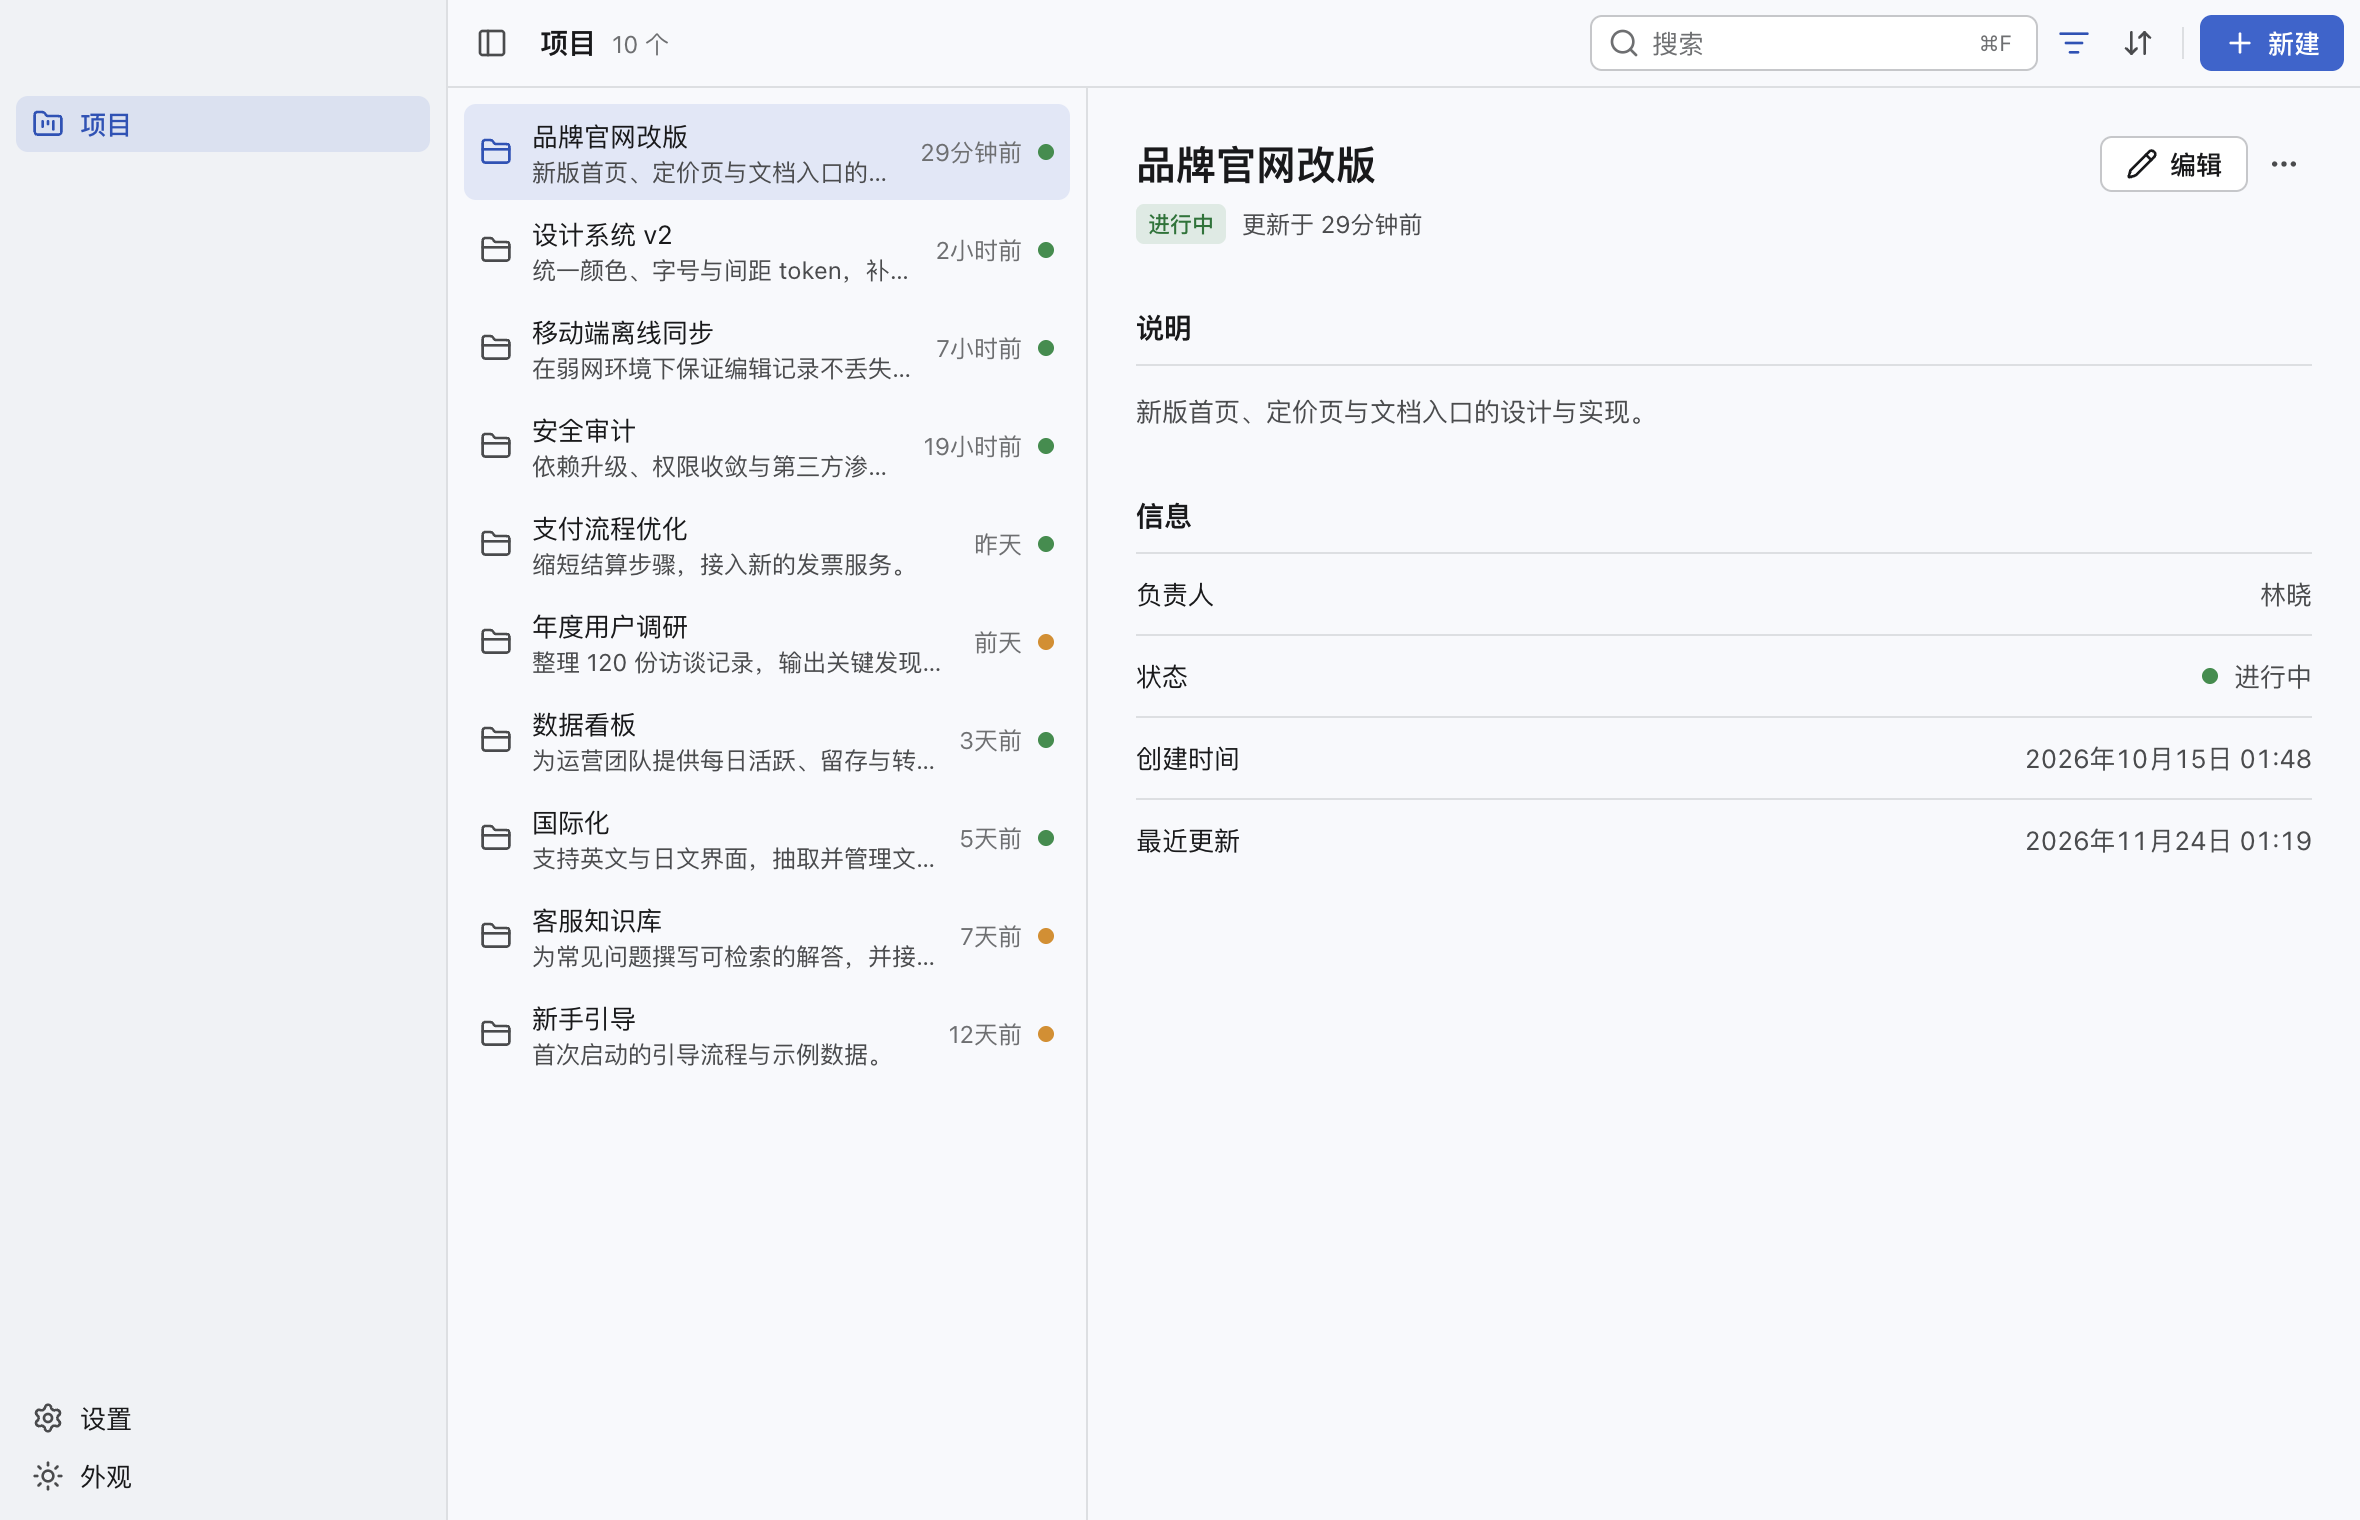 项目 10 个
搜索 ⌘F
新建
项目
设置
外观
品牌官网改版
新版首页、定价页与文档入口的...
29分钟前
设计系统 v2
统一颜色、字号与间距 token，补...
2小时前
移动端离线同步
在弱网环境下保证编辑记录不丢失...
7小时前
安全审计
依赖升级、权限收敛与第三方渗...
19小时前
支付流程优化
缩短结算步骤，接入新的发票服务。
昨天
年度用户调研
整理 120 份访谈记录，输出关键发现...
前天
数据看板
为运营团队提供每日活跃、留存与转...
3天前
国际化
支持英文与日文界面，抽取并管理文...
5天前
客服知识库
为常见问题撰写可检索的解答，并接...
7天前
新手引导
首次启动的引导流程与示例数据。
12天前
品牌官网改版
编辑
进行中 更新于 29分钟前
说明
新版首页、定价页与文档入口的设计与实现。
信息
负责人 林晓
状态 进行中
创建时间 2026年10月15日 01:48
最近更新 2026年11月24日 01:19